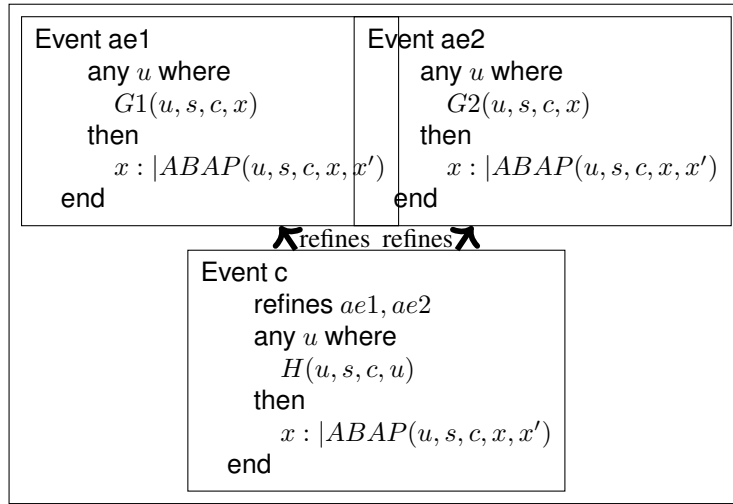 Event ae1
any u where
G1(u, s, c, x)
then
x : |ABAP(u, s, c, x, x′)
end
Event ae2
any u where
G2(u, s, c, x)
then
x : |ABAP(u, s, c, x, x′)
end
refines refines
Event c
refines ae1, ae2
any u where
H(u, s, c, u)
then
x : |ABAP(u, s, c, x, x′)
end